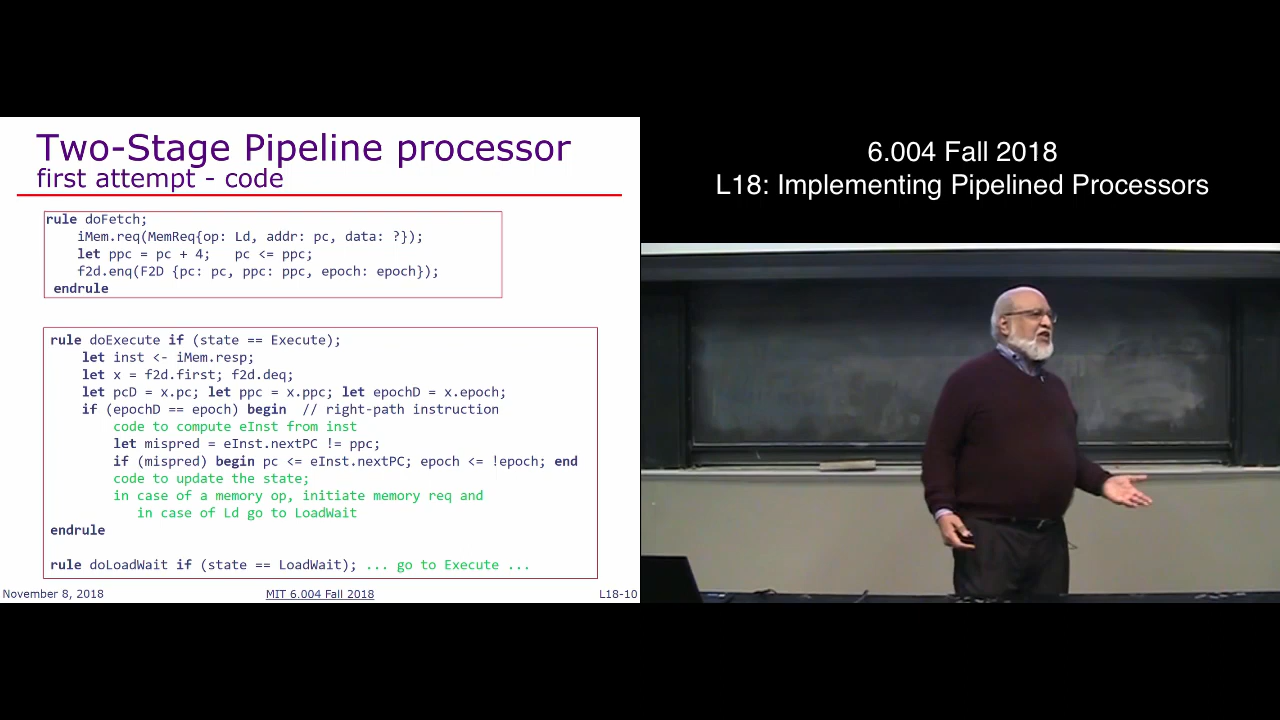 Two-Stage Pipeline processor
first attempt - code
rule doFetch;
iMem.req(MemReq{op: Ld, addr: pc, data: ?});
let ppc = pc + 4;   pc <= ppc;
f2d.enq(F2D {pc: pc, ppc: ppc, epoch: epoch});
endrule
rule doExecute if (state == Execute);
let inst <- iMem.resp;
let x = f2d.first; f2d.deq;
let pcD = x.pc; let ppc = x.ppc; let epochD = x.epoch;
if (epochD == epoch) begin  // right-path instruction
code to compute eInst from inst
let mispred = eInst.nextPC != ppc;
if (mispred) begin pc <= eInst.nextPC; epoch <= !epoch; end
code to update the state;
in case of a memory op, initiate memory req and
in case of Ld go to LoadWait
endrule
rule doLoadWait if (state == LoadWait); ... go to Execute ...
November 8, 2018
MIT 6.004 Fall 2018
L18-10
6.004 Fall 2018
L18: Implementing Pipelined Processors